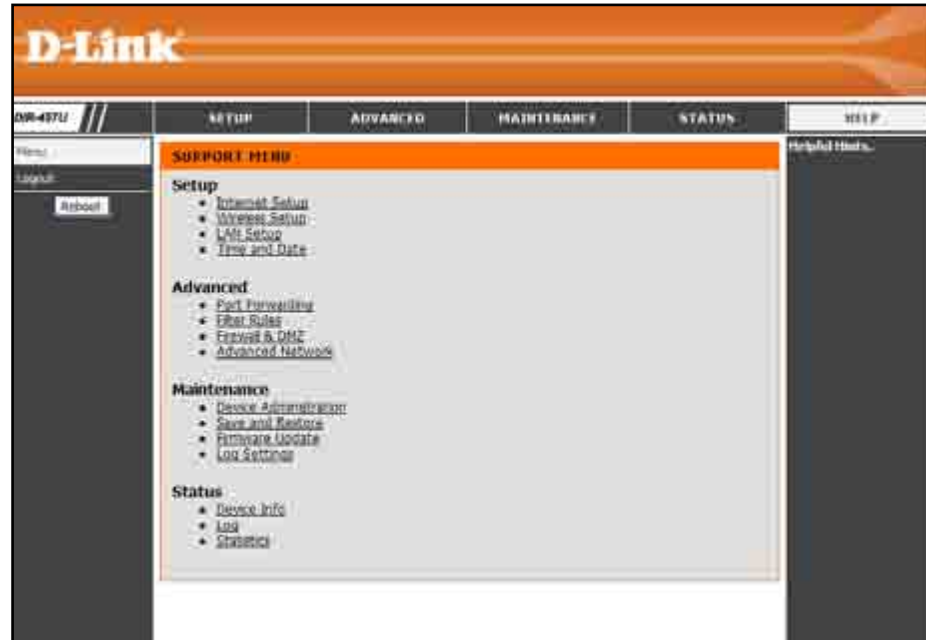 D-Link
DIR-457U
SETUP
ADVANCED
MAINTENANCE
STATUS
HELP
Menu
Logout
Reboot
SUPPORT MENU
Helpful Hints..
Setup
• Internet Setup
• Wireless Setup
• LAN Setup
• Time and Date
Advanced
• Port Forwarding
• Filter Rules
• Firewall & DMZ
• Advanced Network
Maintenance
• Device Administration
• Save and Restore
• Firmware Update
• Log Settings
Status
• Device Info
• Log
• Statistics